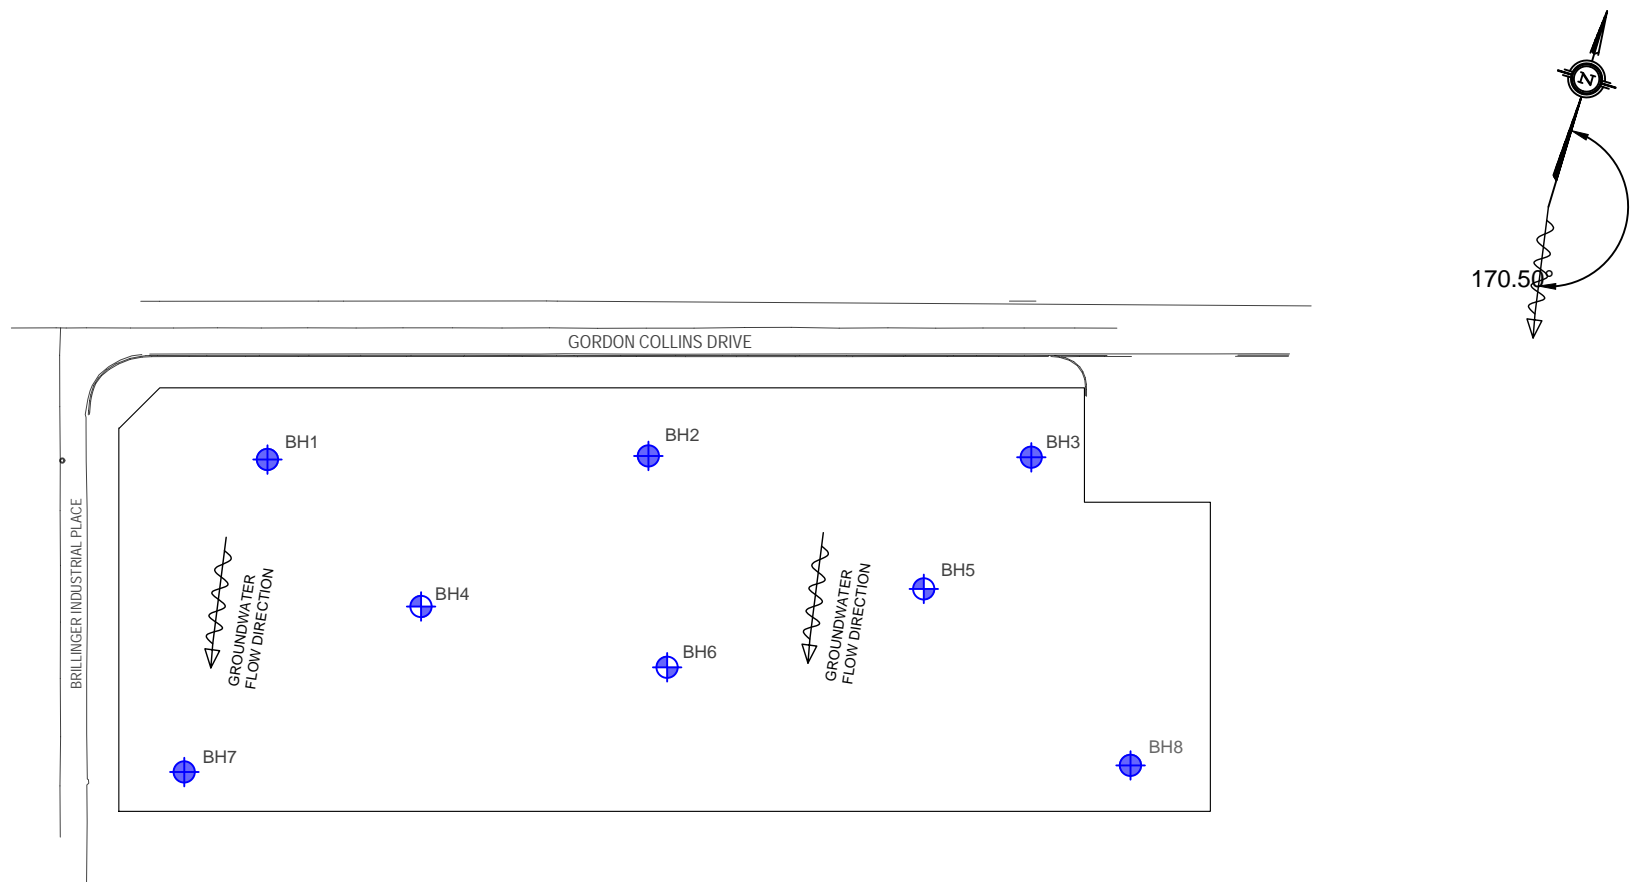 N
170.50°
GORDON COLLINS DRIVE
BH1
BH2
BH3
BRILLINGER INDUSTRIAL PLACE
GROUNDWATER
FLOW DIRECTION
BH4
GROUNDWATER
FLOW DIRECTION
BH5
BH6
BH7
BH8